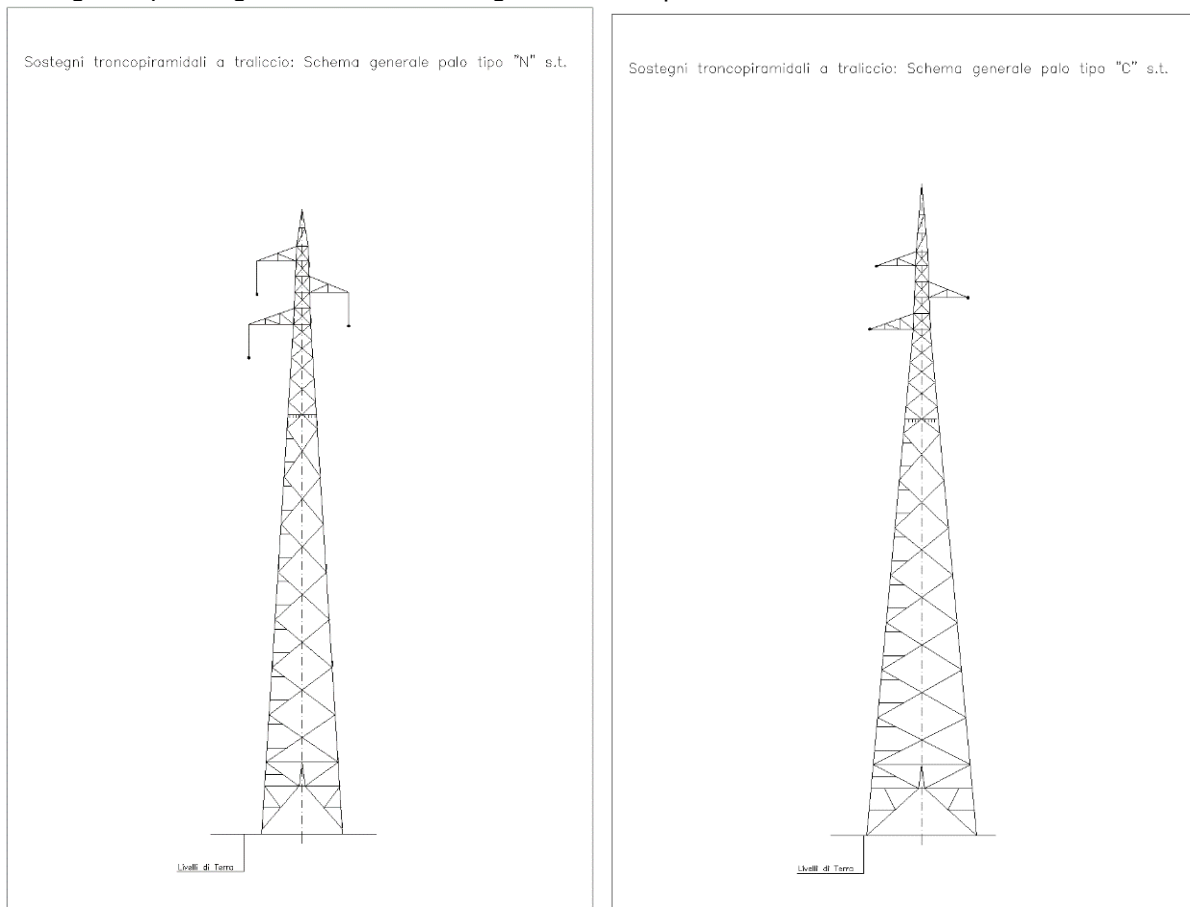 Sostegni troncopiramidali a traliccio: Schema generale palo tipo "N" s.t.
Livelli di Terra
Sostegni troncopiramidali a traliccio: Schema generale palo tipo "C" s.t.
Livelli di Terra